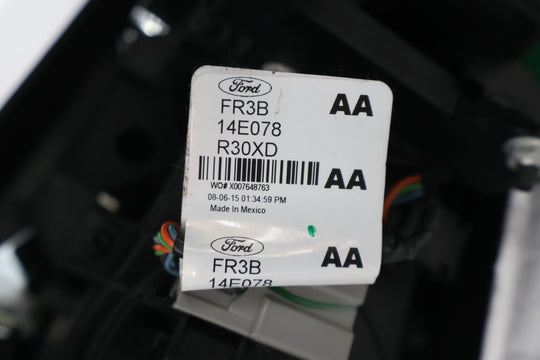 Ford
FR3B AA
14E078
R30XD
AA
WO# X007648763
08-06-15 01:34:59 PM
Made In Mexico
Ford
FR3B AA
14E078